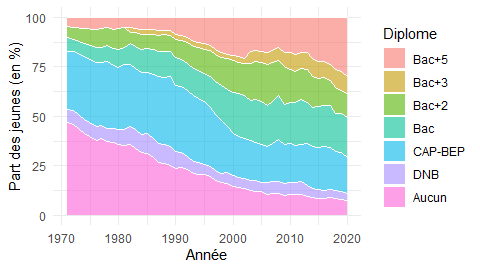 100
75
50
25
0
Part des jeunes (en %)
1970 1980 1990 2000 2010 2020
Année
Diplome
Bac+5
Bac+3
Bac+2
Bac
CAP-BEP
DNB
Aucun